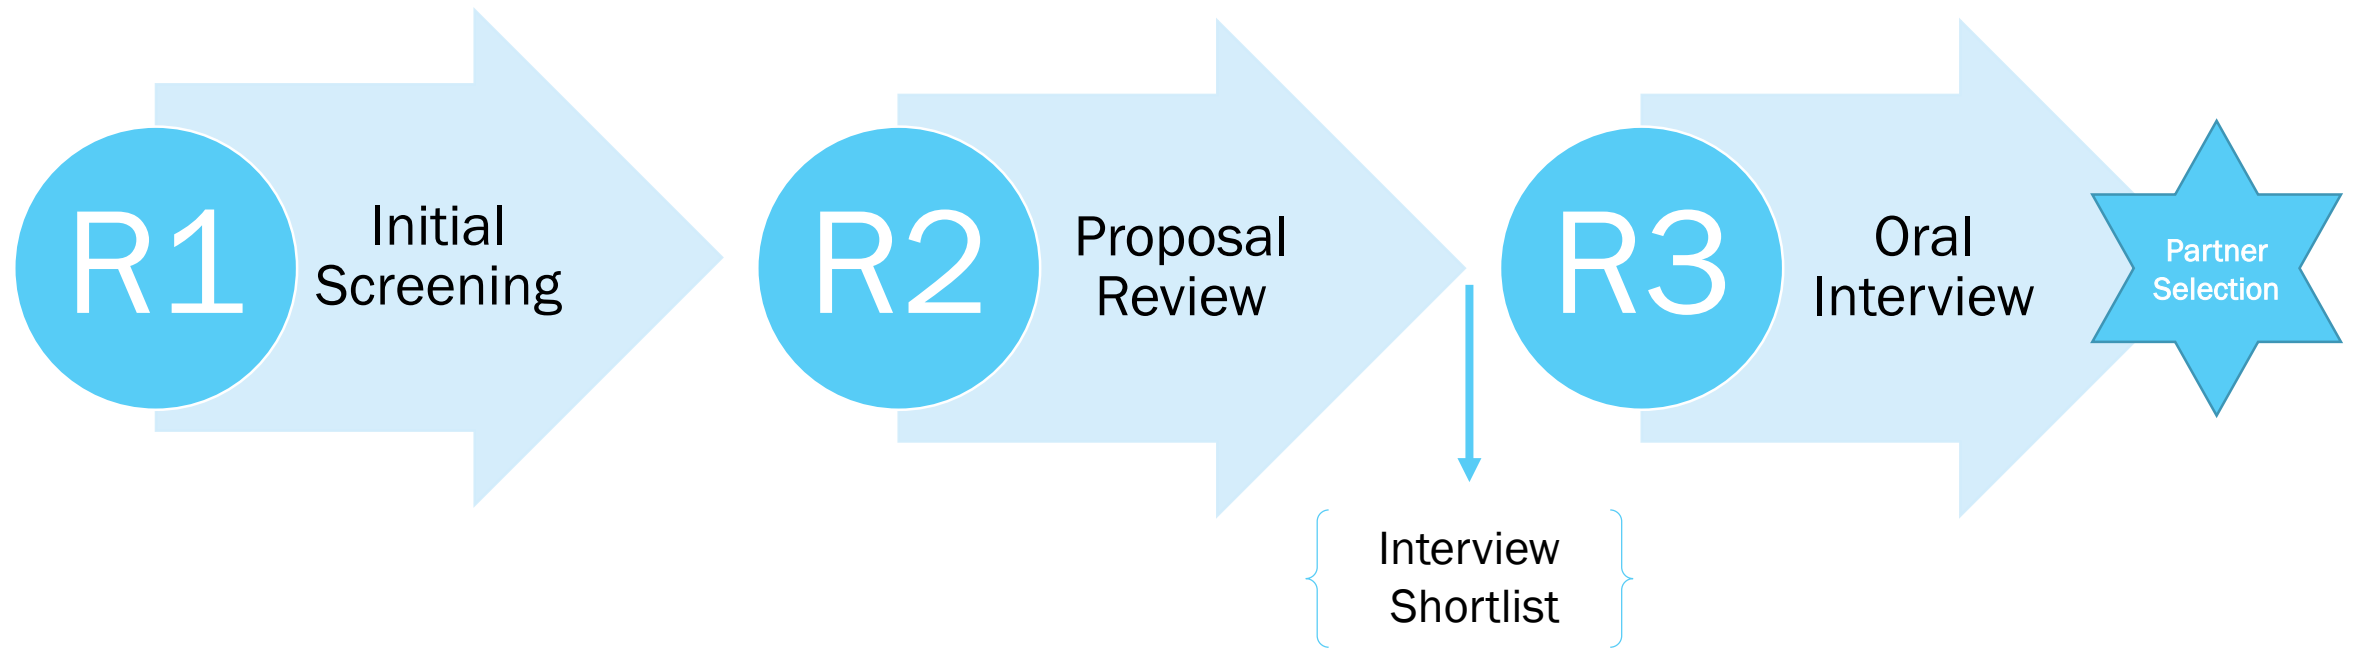 R1
Initial
Screening
R2
Proposal
Review
Interview
Shortlist
R3
Oral
Interview
Partner
Selection